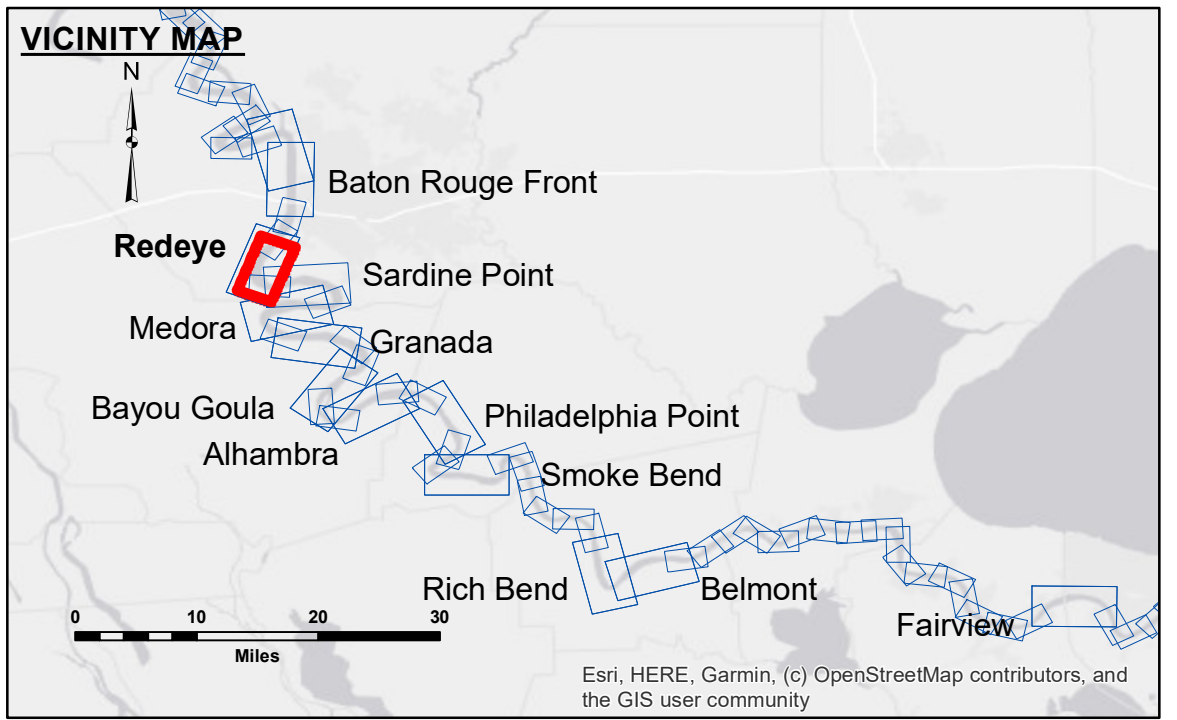 VICINITY MAP
N
Baton Rouge Front
Redeye
Sardine Point
Medora
Granada
Bayou Goula
Philadelphia Point
Alhambra
Smoke Bend
Rich Bend
Belmont
Fairview
0 10 20 30
Miles
Esri, HERE, Garmin, (c) OpenStreetMap contributors, and
the GIS user community